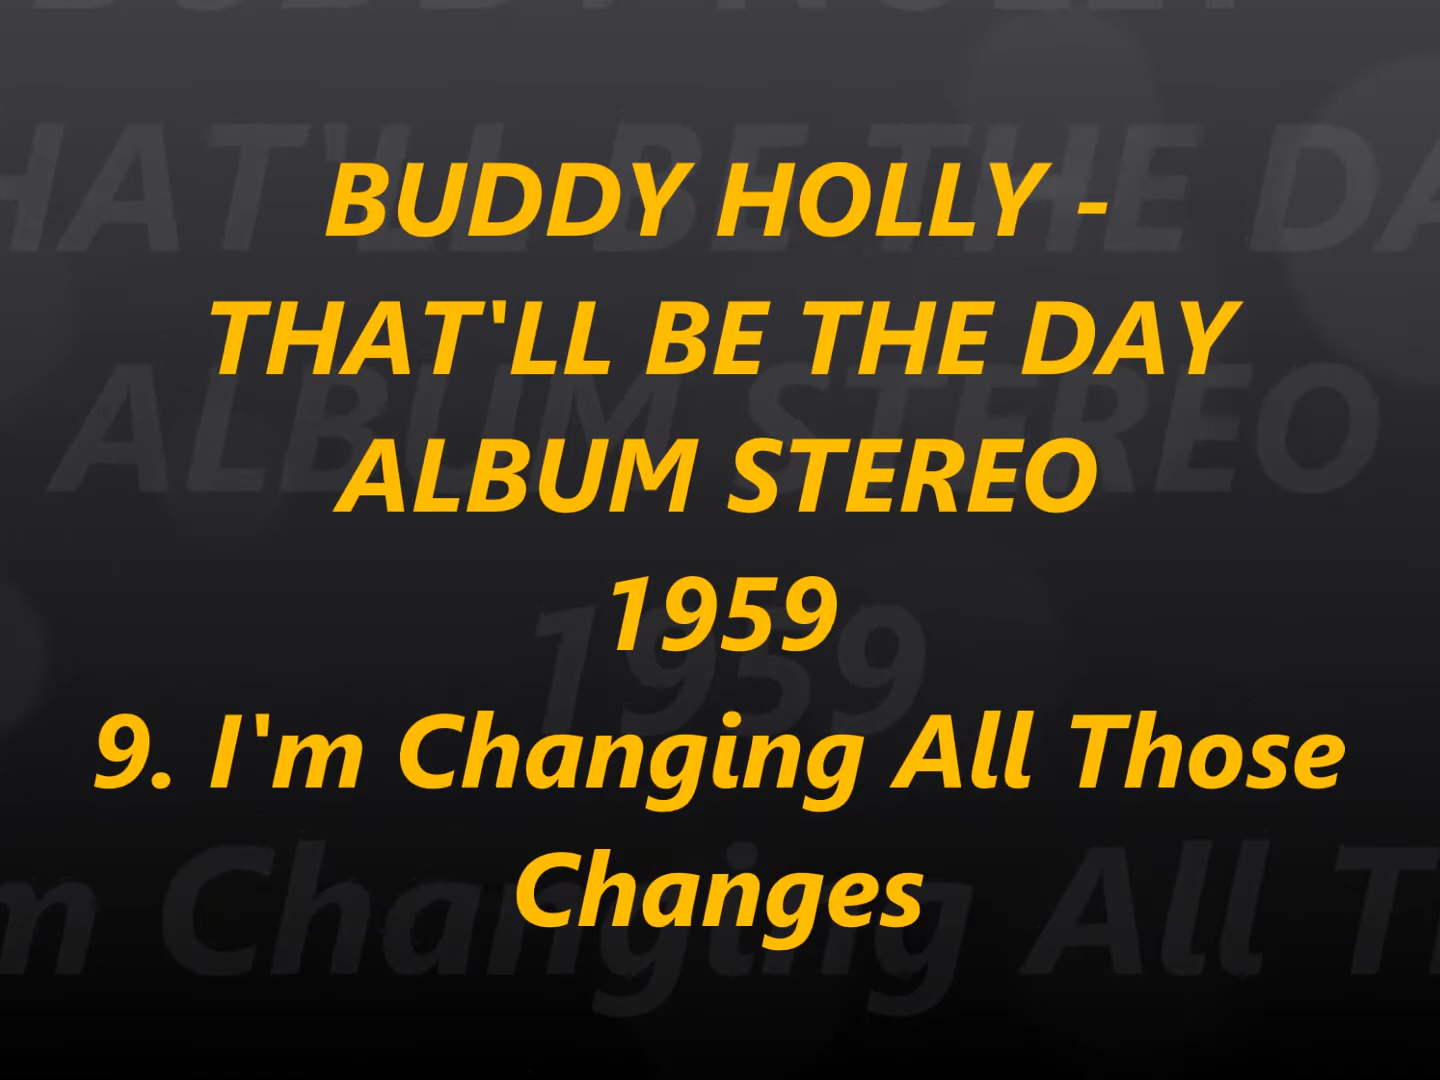 BUDDY HOLLY -
THAT'LL BE THE DAY
ALBUM STEREO
1959
9. I'm Changing All Those
Changes